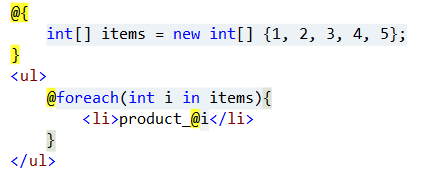 @{
int[] items = new int[] {1, 2, 3, 4, 5};
}
<ul>
@foreach(int i in items){
<li>product_@i</li>
}
</ul>